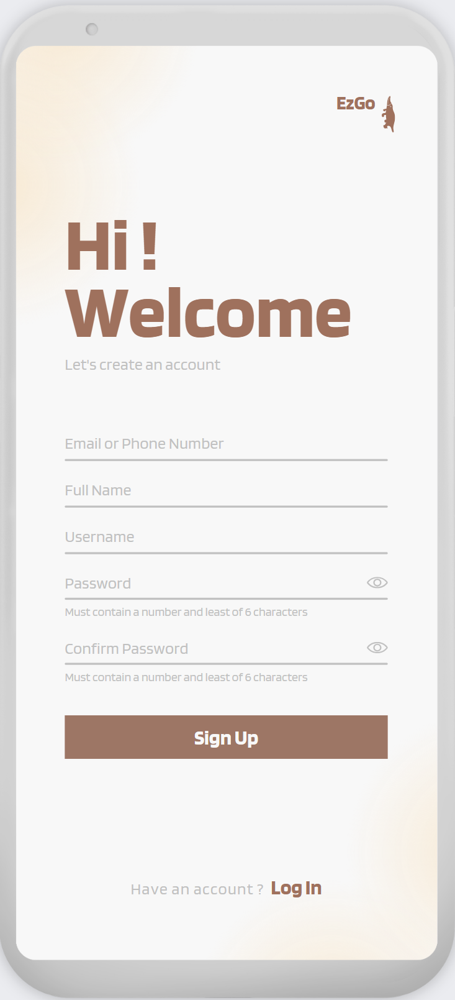 EzGo
Hi !
Welcome
Let's create an account
Email or Phone Number
Full Name
Username
Password
Must contain a number and least of 6 characters
Confirm Password
Must contain a number and least of 6 characters
Sign Up
Have an account ? Log In